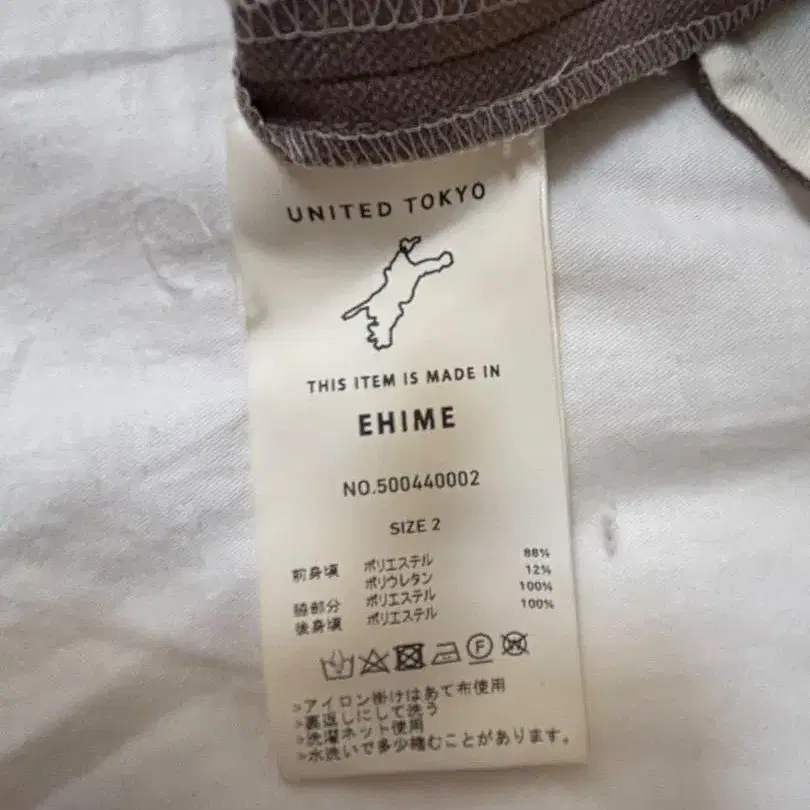 UNITED TOKYO
THIS ITEM IS MADE IN
EHIME
NO.500440002
SIZE 2
前身頃 ポリエステル 88%
ポリウレタン 12%
脇部分 ポリエステル 100%
後身頃 ポリエステル 100%
F W
>アイロン掛けはあて布使用
>裏返しにして洗う
>洗濯ネット使用
>水洗いで多少縮むことがあります。